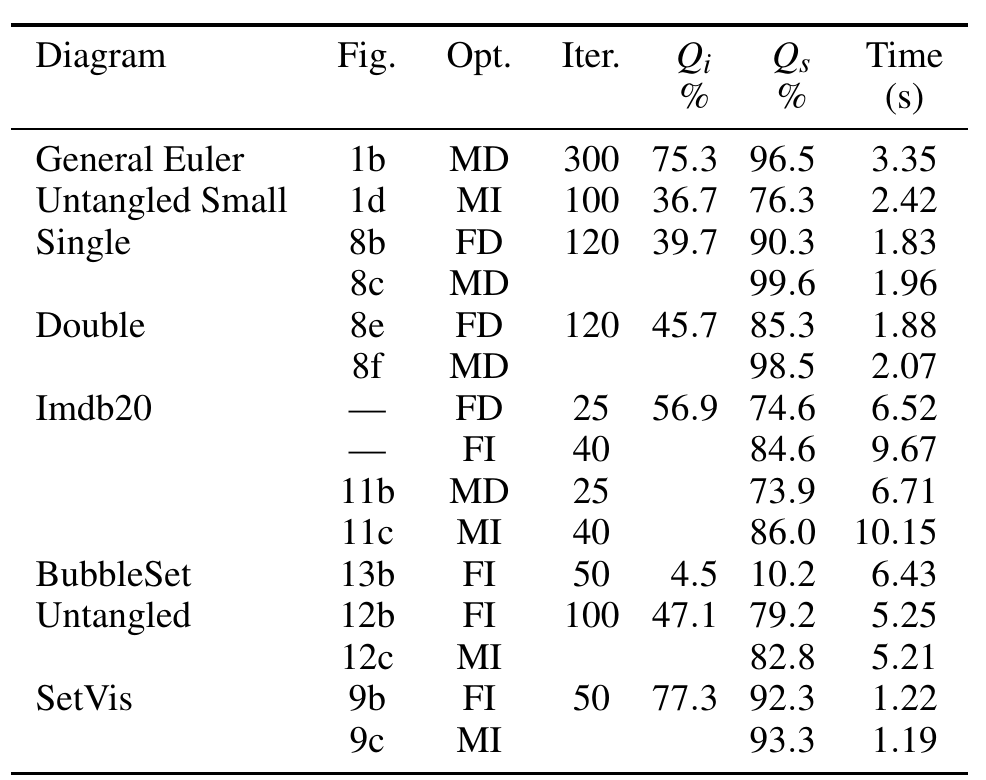 Diagram Fig. Opt. Iter. Qi Qs Time
% % (s)
General Euler 1b MD 300 75.3 96.5 3.35
Untangled Small 1d MI 100 36.7 76.3 2.42
Single 8b FD 120 39.7 90.3 1.83
8c MD 99.6 1.96
Double 8e FD 120 45.7 85.3 1.88
8f MD 98.5 2.07
Imdb20 — FD 25 56.9 74.6 6.52
— FI 40 84.6 9.67
11b MD 25 73.9 6.71
11c MI 40 86.0 10.15
BubbleSet 13b FI 50 4.5 10.2 6.43
Untangled 12b FI 100 47.1 79.2 5.25
12c MI 82.8 5.21
SetVis 9b FI 50 77.3 92.3 1.22
9c MI 93.3 1.19